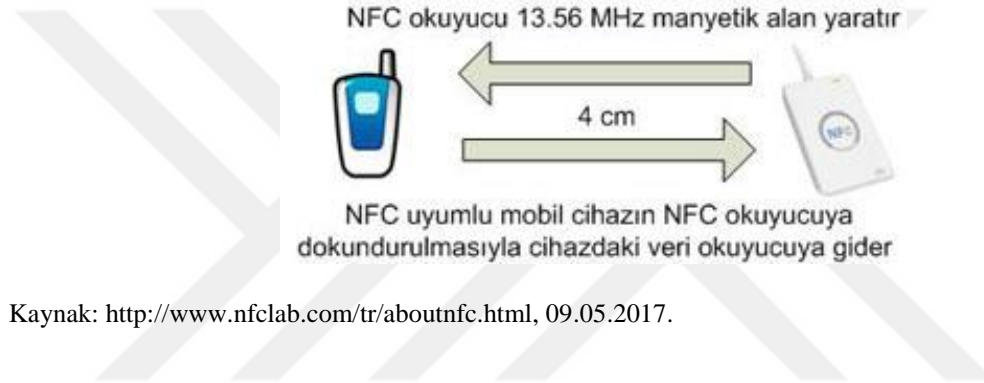 NFC okuyucu 13.56 MHz manyetik alan yaratır
4 cm
NFC
NFC uyumlu mobil cihazın NFC okuyucuya
dokundurulmasıyla cihazdaki veri okuyucuya gider
Kaynak: http://www.nfclab.com/tr/aboutnfc.html, 09.05.2017.